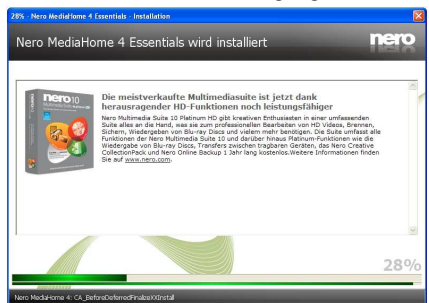 28% - Nero MediaHome 4 Essentials - Installation
Nero MediaHome 4 Essentials wird installiert
nero
nero 10
Die meistverkaufte Multimediasuite ist jetzt dank
herausragender HD-Funktionen noch leistungsfähiger
Nero Multimedia Suite 10 Platinum HD gibt kreativen Enthusiasten in einer umfassenden
Suite alles an die Hand, was sie zum professionellen Bearbeiten von HD Videos, Brennen,
Sichern, Wiedergeben von Blu-ray Discs und vielem mehr benötigen. Die Suite umfasst alle
Funktionen der Nero Multimedia Suite 10 und darüber hinaus Platinum-Funktionen wie die
Wiedergabe von Blu-ray Discs, Transfers zwischen tragbaren Geräten, das Nero Creative
CollectionPack und Nero Online Backup 1 Jahr lang kostenlos.Weitere Informationen finden
Sie auf www.nero.com.
28%
Nero MediaHome 4: CA_BeforeDeferredFinalizeXXInstall